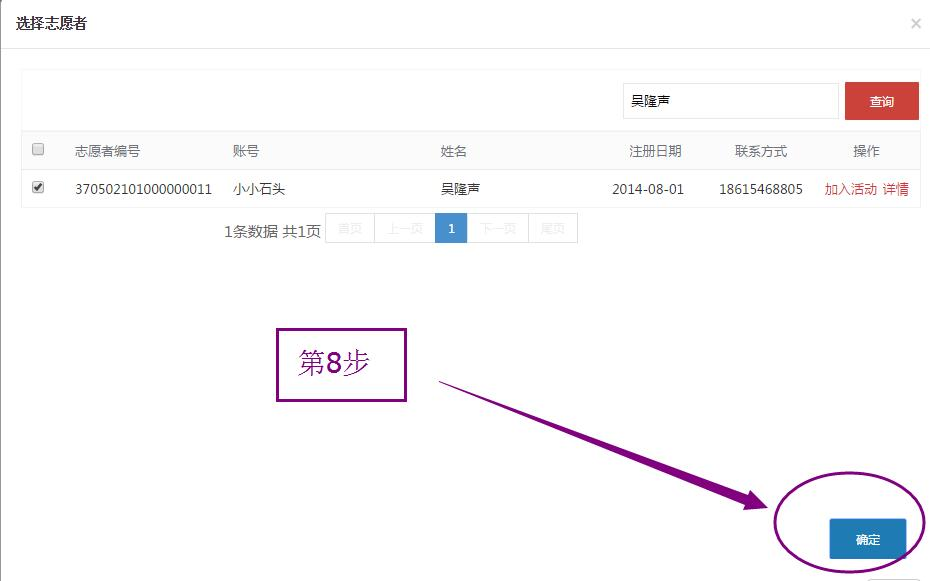 选择志愿者 ×
吴隆声 查询
志愿者编号 账号 姓名 注册日期 联系方式 操作
370502101000000011 小小石头 吴隆声 2014-08-01 18615468805 加入活动 详情
1条数据 共1页 首页 上一页 1 下一页 尾页
第8步
确定